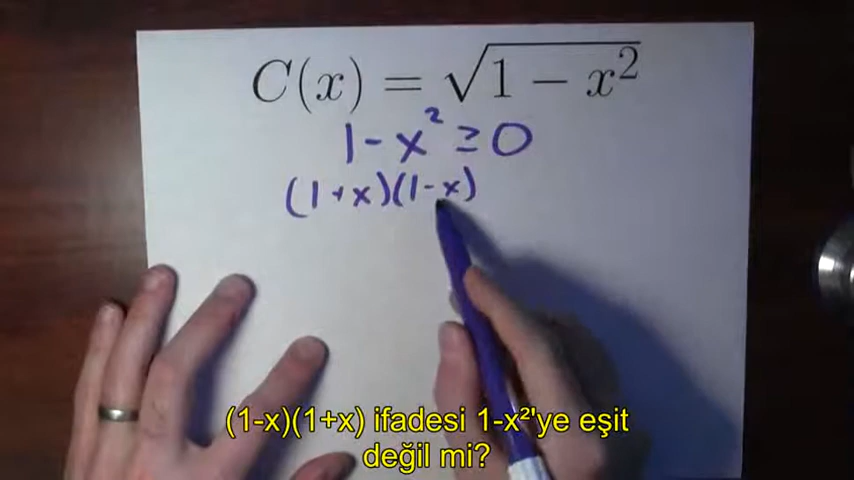 C(x) = √1 − x²
1 - x² ≥ 0
(1+x)(1-x)
(1-x)(1+x) ifadesi 1-x²'ye eşit
değil mi?